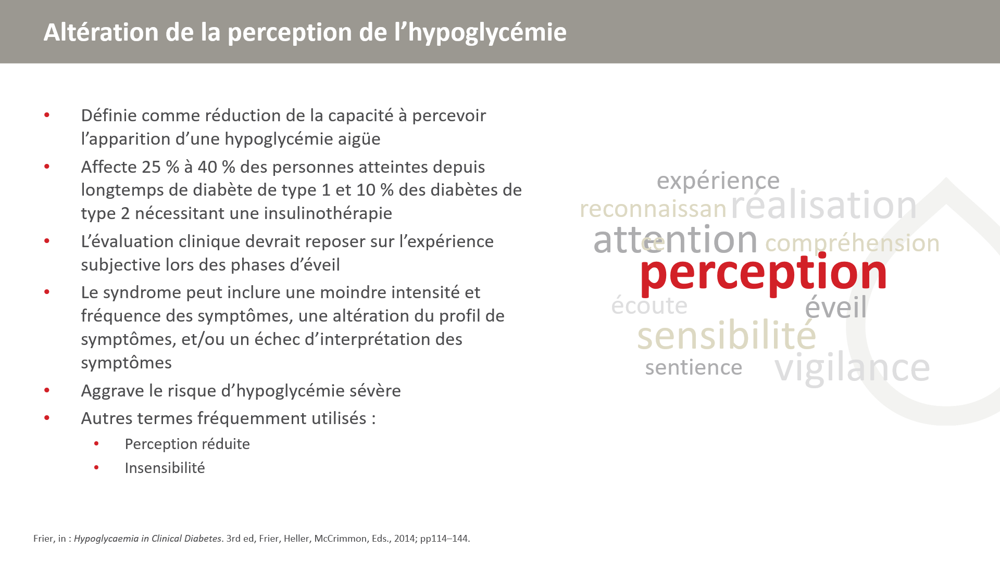 Altération de la perception de l’hypoglycémie
• Définie comme réduction de la capacité à percevoir
l’apparition d’une hypoglycémie aigüe
• Affecte 25 % à 40 % des personnes atteintes depuis
longtemps de diabète de type 1 et 10 % des diabètes de
type 2 nécessitant une insulinothérapie
• L’évaluation clinique devrait reposer sur l’expérience
subjective lors des phases d’éveil
• Le syndrome peut inclure une moindre intensité et
fréquence des symptômes, une altération du profil de
symptômes, et/ou un échec d’interprétation des
symptômes
• Aggrave le risque d’hypoglycémie sévère
• Autres termes fréquemment utilisés :
• Perception réduite
• Insensibilité
expérience
reconnaissan
ce
réalisation
attention
compréhension
perception
écoute
éveil
sensibilité
sentience
vigilance
Frier, in : Hypoglycaemia in Clinical Diabetes. 3rd ed, Frier, Heller, McCrimmon, Eds., 2014; pp114–144.